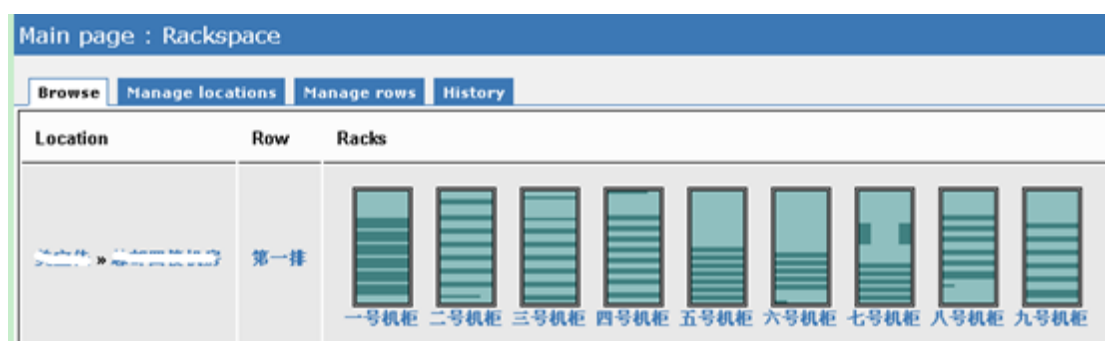 Main page : Rackspace
Browse Manage locations Manage rows History
Location Row Racks
» 第一排
一号机柜 二号机柜 三号机柜 四号机柜 五号机柜 六号机柜 七号机柜 八号机柜 九号机柜